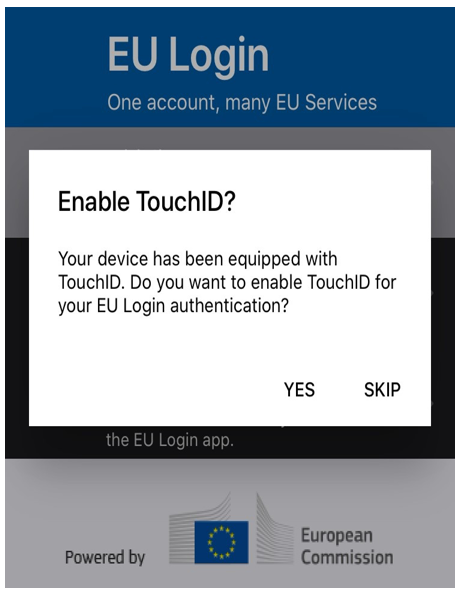 EU Login
One account, many EU Services
Enable TouchID?
Your device has been equipped with
TouchID. Do you want to enable TouchID for
your EU Login authentication?
YES
SKIP
the EU Login app.
Powered by
European
Commission